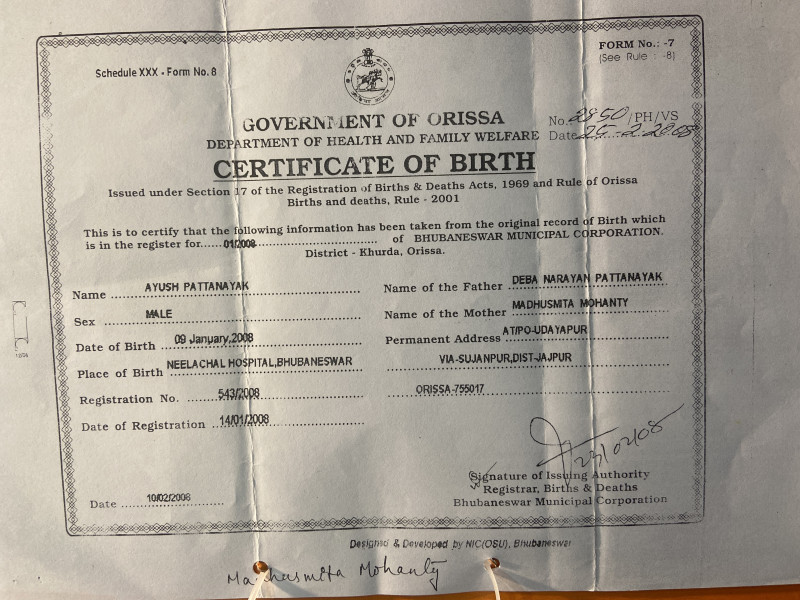 Schedule XXX - Form No. 8
FORM No.: -7
(See Rule : -8)
GOVERNMENT OF ORISSA
No. 2850/PH/VS
DEPARTMENT OF HEALTH AND FAMILY WELFARE
Date 25-2-2008
CERTIFICATE OF BIRTH
Issued under Section 17 of the Registration of Births & Deaths Acts, 1969 and Rule of Orissa
Births and deaths, Rule - 2001
This is to certify that the following information has been taken from the original record of Birth which
is in the register for......01/2008.............................. of BHUBANESWAR MUNICIPAL CORPORATION.
District - Khurda, Orissa.
Name AYUSH PATTANAYAK
Sex MALE
Date of Birth 09 January,2008
Place of Birth NEELACHAL HOSPITAL,BHUBANESWAR
Registration No. 543/2008
Date of Registration 14/01/2008
Name of the Father DEBA NARAYAN PATTANAYAK
Name of the Mother MADHUSMITA MOHANTY
Permanent Address AT/PO-UDAYAPUR
VIA-SUJANPUR,DIST-JAJPUR
ORISSA-755017
23/02/08
Signature of Issuing Authority
Registrar, Births & Deaths
Bhubaneswar Municipal Corporation
Date 10/02/2008
Designed & Developed by NIC(OSU), Bhubaneswar
Madhusmita Mohanty